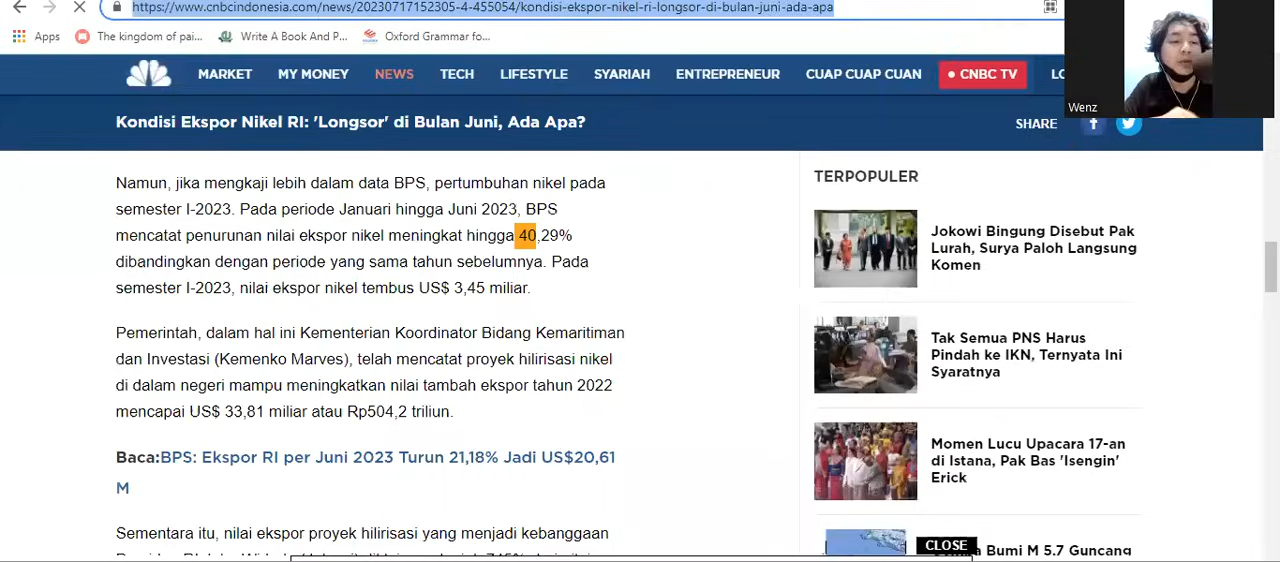 https://www.cnbcindonesia.com/news/20230717152305-4-455054/kondisi-ekspor-nikel-ri-longsor-di-bulan-juni-ada-apa
Apps
The kingdom of pai...
Write A Book And P...
Oxford Grammar fo...
MARKET
MY MONEY
NEWS
TECH
LIFESTYLE
SYARIAH
ENTREPRENEUR
CUAP CUAP CUAN
CNBC TV
Wenz
Kondisi Ekspor Nikel RI: 'Longsor' di Bulan Juni, Ada Apa?
SHARE
Namun, jika mengkaji lebih dalam data BPS, pertumbuhan nikel pada
semester I-2023. Pada periode Januari hingga Juni 2023, BPS
mencatat penurunan nilai ekspor nikel meningkat hingga 40,29%
dibandingkan dengan periode yang sama tahun sebelumnya. Pada
semester I-2023, nilai ekspor nikel tembus US$ 3,45 miliar.
Pemerintah, dalam hal ini Kementerian Koordinator Bidang Kemaritiman
dan Investasi (Kemenko Marves), telah mencatat proyek hilirisasi nikel
di dalam negeri mampu meningkatkan nilai tambah ekspor tahun 2022
mencapai US$ 33,81 miliar atau Rp504,2 triliun.
Baca:BPS: Ekspor RI per Juni 2023 Turun 21,18% Jadi US$20,61
M
Sementara itu, nilai ekspor proyek hilirisasi yang menjadi kebanggaan
TERPOPULER
Jokowi Bingung Disebut Pak
Lurah, Surya Paloh Langsung
Komen
Tak Semua PNS Harus
Pindah ke IKN, Ternyata Ini
Syaratnya
Momen Lucu Upacara 17-an
di Istana, Pak Bas 'Isengin'
Erick
CLOSE
Bumi M 5.7 Guncang